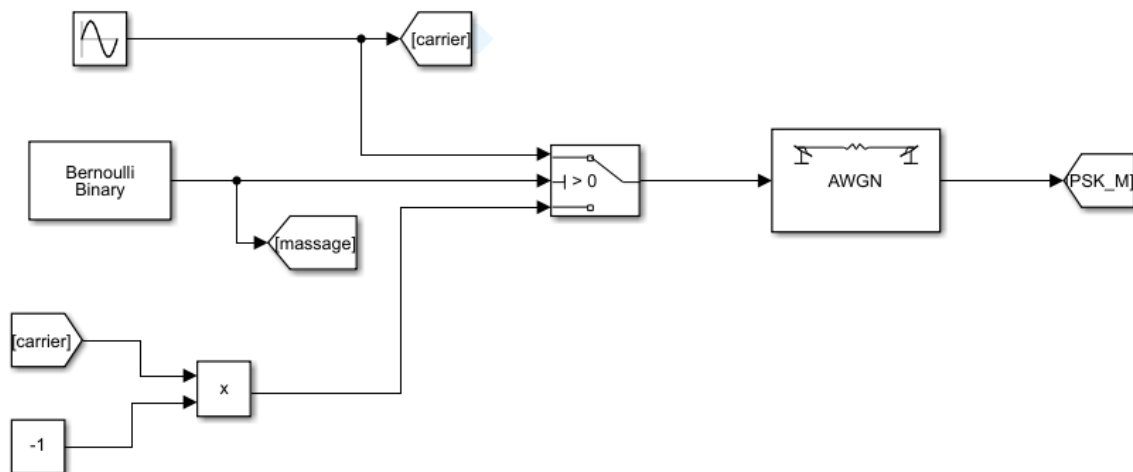 [carrier]
Bernoulli
Binary
> 0
AWGN
[PSK_M]
[massage]
[carrier]
x
-1